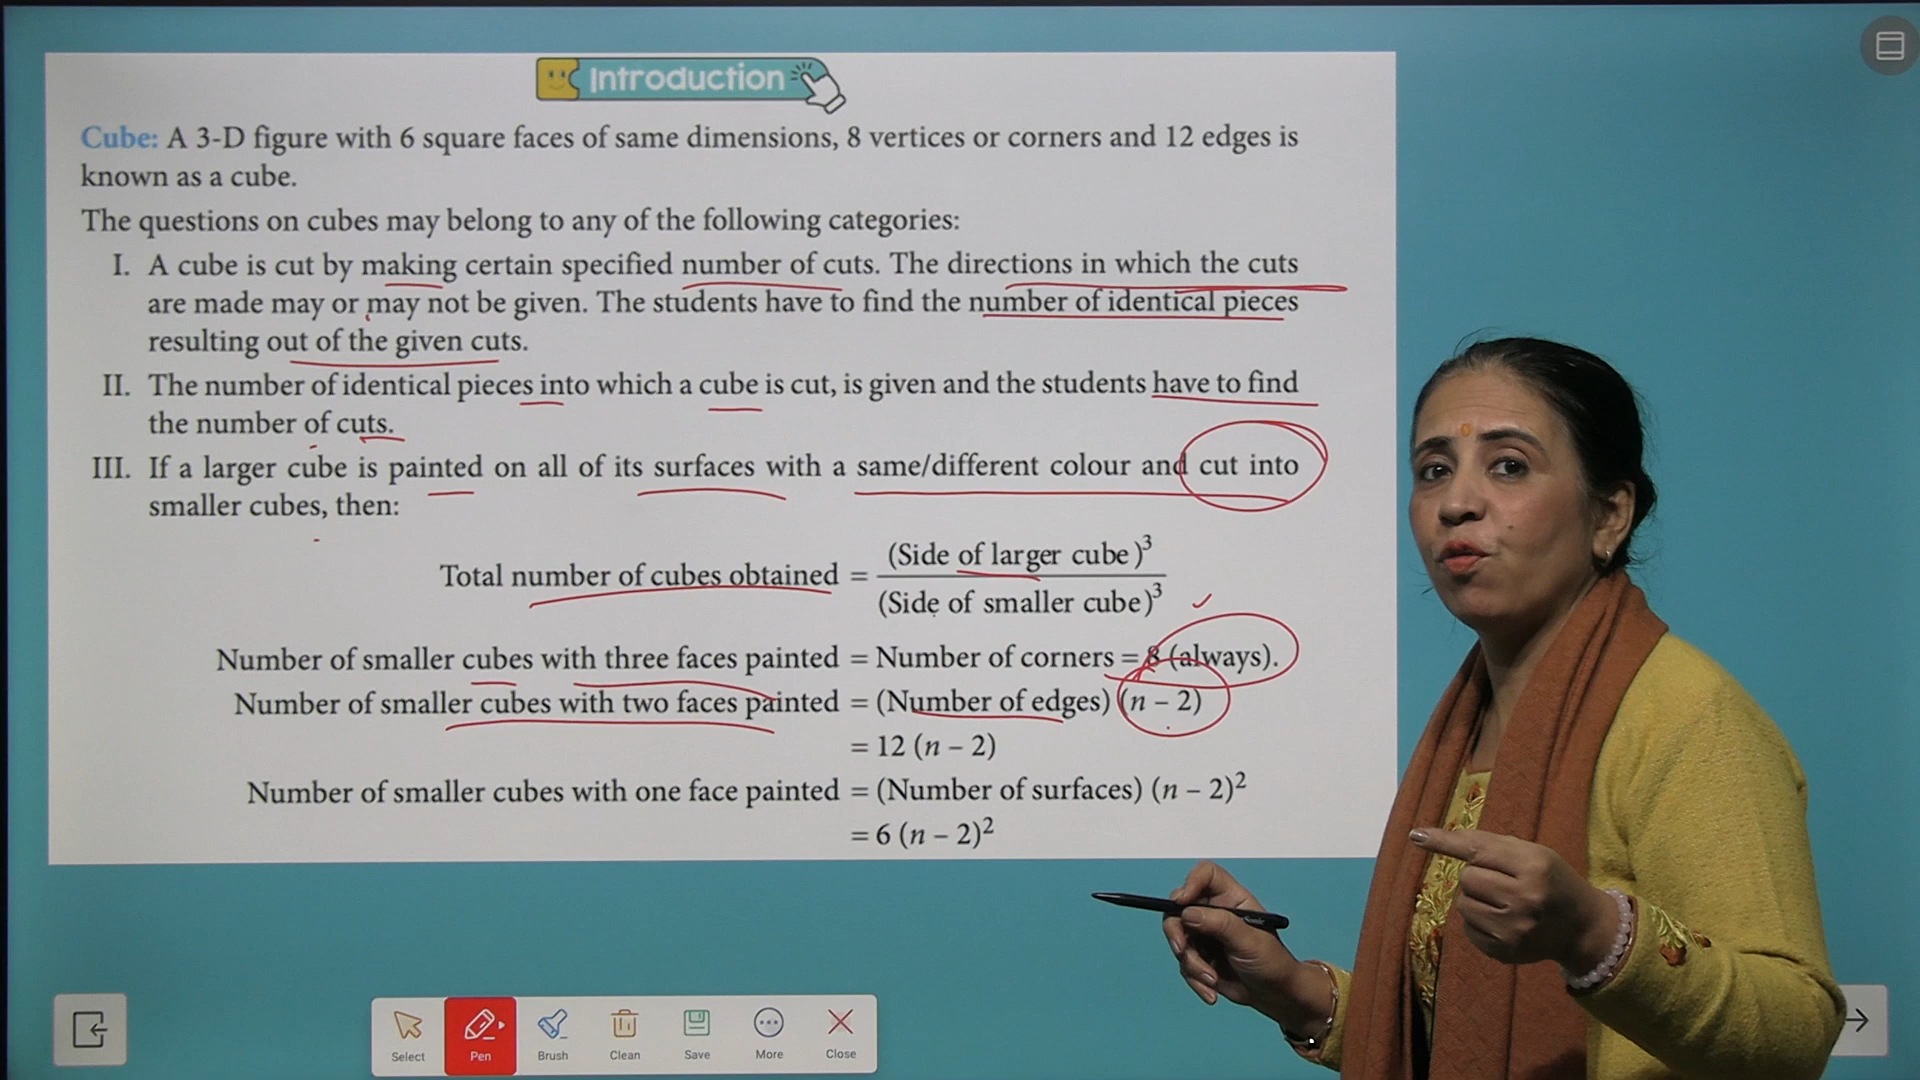 Introduction
Cube: A 3-D figure with 6 square faces of same dimensions, 8 vertices or corners and 12 edges is
known as a cube.
The questions on cubes may belong to any of the following categories:
I. A cube is cut by making certain specified number of cuts. The directions in which the cuts
are made may or may not be given. The students have to find the number of identical pieces
resulting out of the given cuts.
II. The number of identical pieces into which a cube is cut, is given and the students have to find
the number of cuts.
III. If a larger cube is painted on all of its surfaces with a same/different colour and cut into
smaller cubes, then:
Total number of cubes obtained = (Side of larger cube)³
(Side of smaller cube)³
Number of smaller cubes with three faces painted = Number of corners = 8 (always).
Number of smaller cubes with two faces painted = (Number of edges) (n – 2)
= 12 (n – 2)
Number of smaller cubes with one face painted = (Number of surfaces) (n – 2)²
= 6 (n – 2)²
Select Pen Brush Clean Save More Close